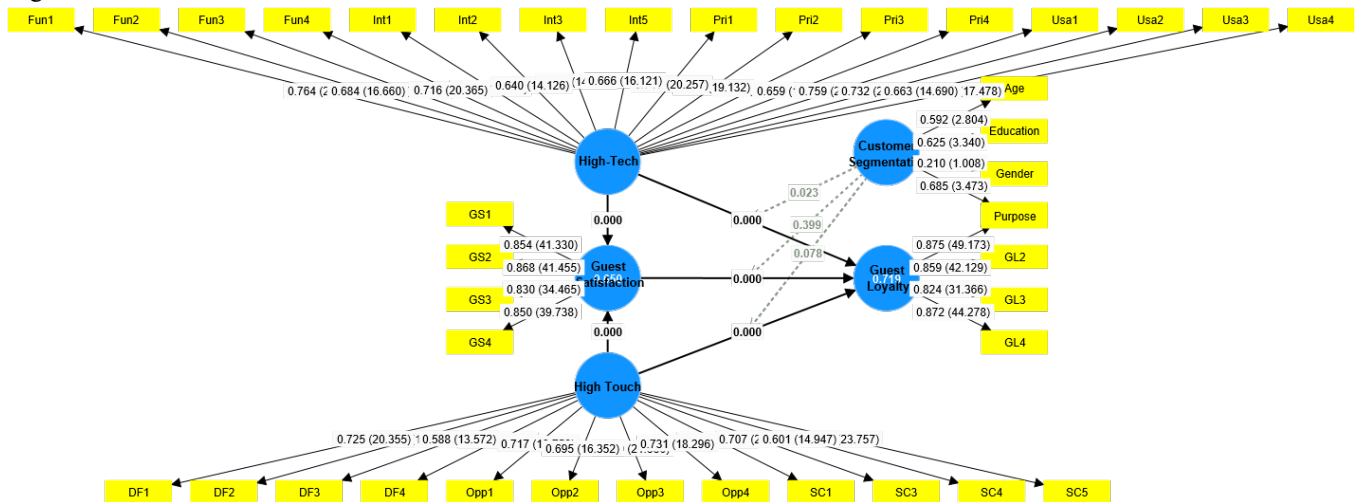 Fun1 Fun2 Fun3 Fun4 Int1 Int2 Int3 Int5 Pri1 Pri2 Pri3 Pri4 Usa1 Usa2 Usa3 Usa4
0.764 0.684 (16.660) 0.716 (20.365) 0.640 (14.126) 0.666 (16.121) (20.257) 19.132) 0.659 0.759 0.732 0.663 (14.690) 17.478)
Age
0.592 (2.804)
Education
0.625 (3.340)
0.210 (1.008)
Gender
0.685 (3.473)
Purpose
High-Tech
Customer
0.023
0.399
0.078
GS1
0.854 (41.330)
GS2
0.868 (41.455)
GS3
0.830 (34.465)
0.850 (39.738)
GS4
0.000
0.000
Guest
0.000
0.719
Guest
Loyalty
0.875 (49.173)
GL2
0.859 (42.129)
0.824 (31.366)
GL3
0.872 (44.278)
GL4
0.000
0.000
High Touch
0.725 (20.355) 0.588 (13.572) 0.717 0.695 (16.352) 0.731 (18.296) 0.707 0.601 (14.947) 23.757)
DF1 DF2 DF3 DF4 Opp1 Opp2 Opp3 Opp4 SC1 SC3 SC4 SC5